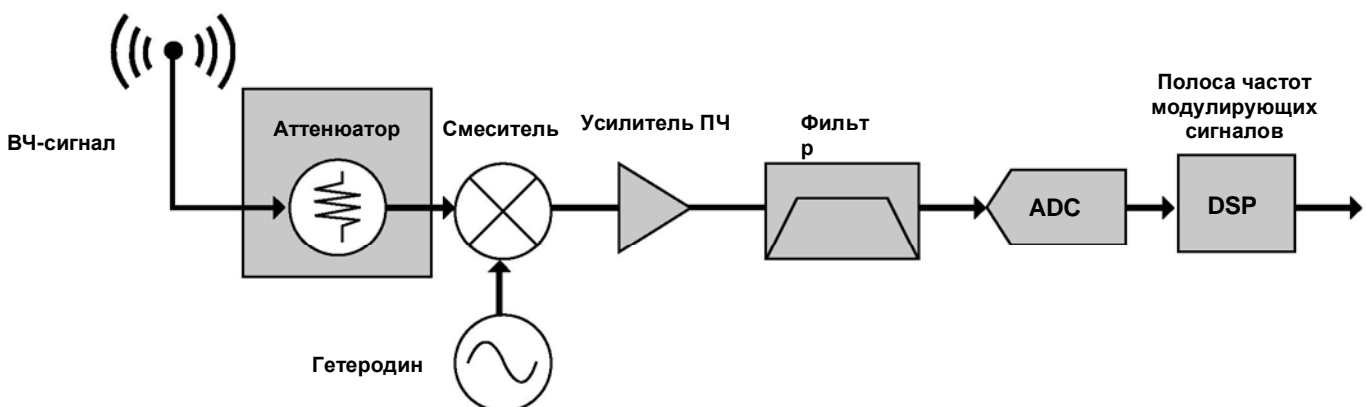 Полоса частот
модулирующих
сигналов
ВЧ-сигнал
Аттенюатор
Смеситель
Усилитель ПЧ
Фильт
р
ADC
DSP
Гетеродин